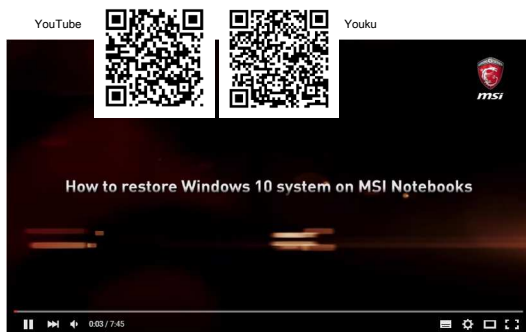 YouTube
Youku
msi
How to restore Windows 10 system on MSI Notebooks
0:03 / 7:45